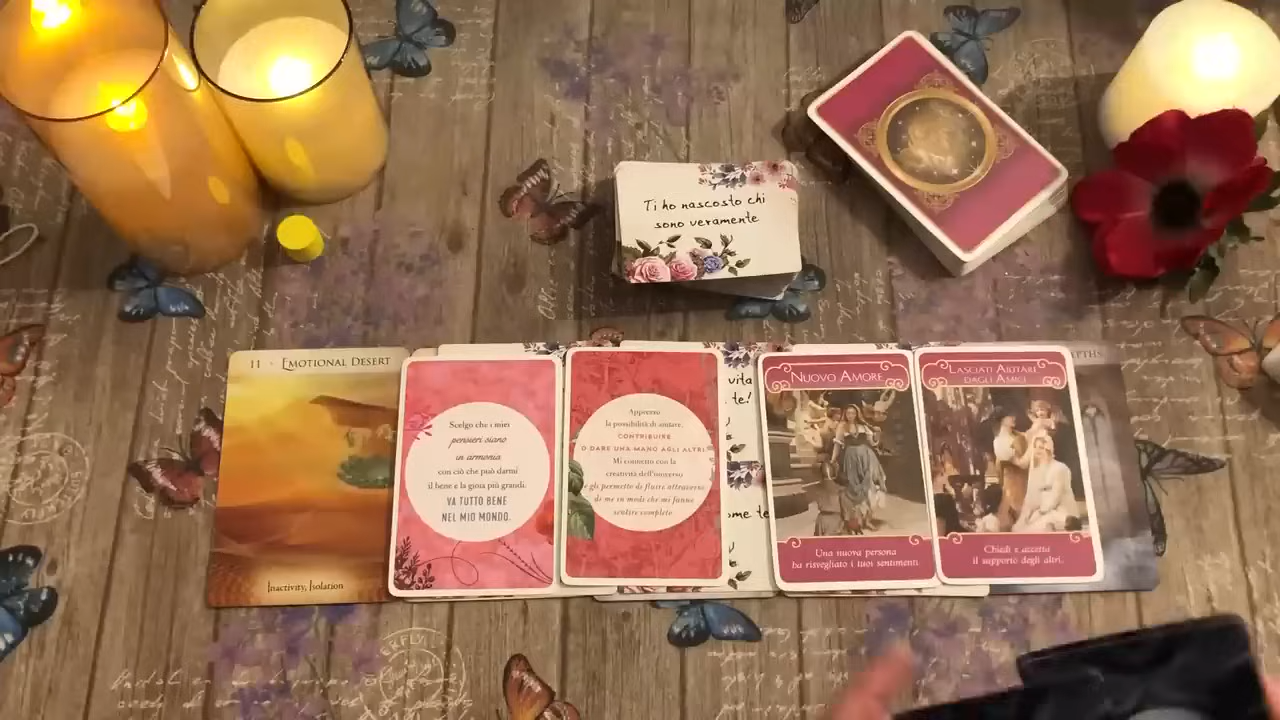 Ti ho nascosto chi
sono veramente
11 · EMOTIONAL DESERT
Inactivity, Isolation
Scelgo che i miei
pensieri siano
in armonia
con ciò che può darmi
il bene e la gioia più grandi.
VA TUTTO BENE
NEL MIO MONDO.
Apprezzo
la possibilità di aiutare,
CONTRIBUIRE
O DARE UNA MANO AGLI ALTRI.
Mi connetto con la
creatività dell'universo
e gli permetto di fluire attraverso
di me in modi che mi fanno
sentire completo
vita
te!
ome te
NUOVO AMORE
Una nuova persona
ha risvegliato i tuoi sentimenti
LASCIATI AIUTARE
DAGLI AMICI
Chiedi e accetta
il supporto degli altri.
EPTHS